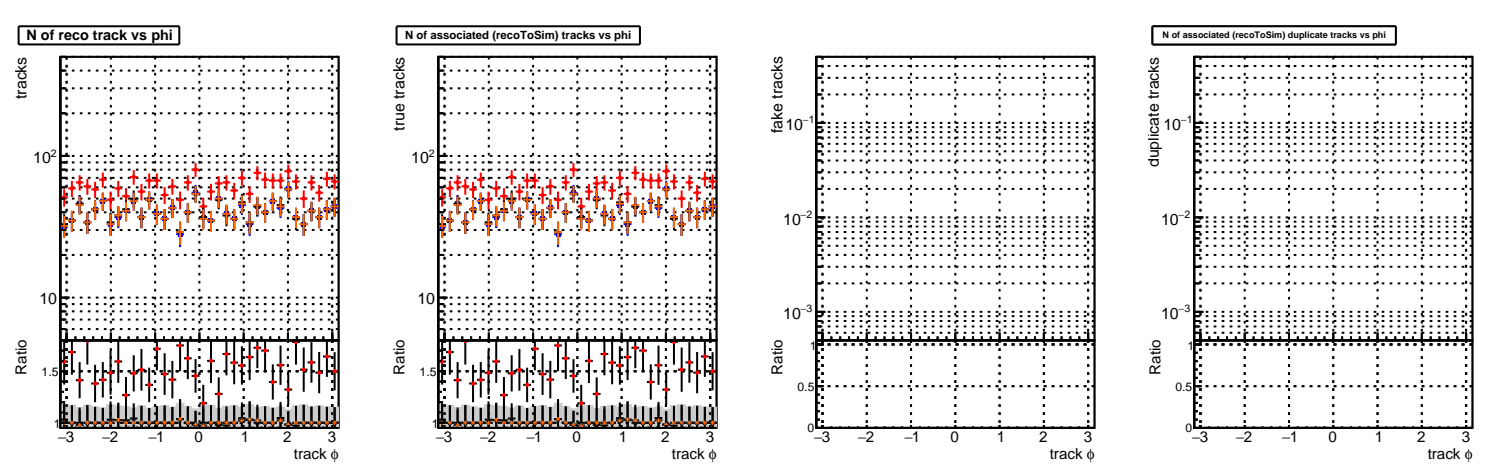 N of reco track vs phi
tracks
10²
10
Ratio
1.5
1
−3 −2 −1 0 1 2 3
track ϕ
N of associated (recoToSim) tracks vs phi
true tracks
10²
10
Ratio
1.5
1
−3 −2 −1 0 1 2 3
track ϕ
fake tracks
10⁻¹
10⁻²
10⁻³
Ratio
1
0.5
0
−3 −2 −1 0 1 2 3
track ϕ
N of associated (recoToSim) duplicate tracks vs phi
duplicate tracks
10⁻¹
10⁻²
10⁻³
Ratio
1
0.5
0
−3 −2 −1 0 1 2 3
track ϕ